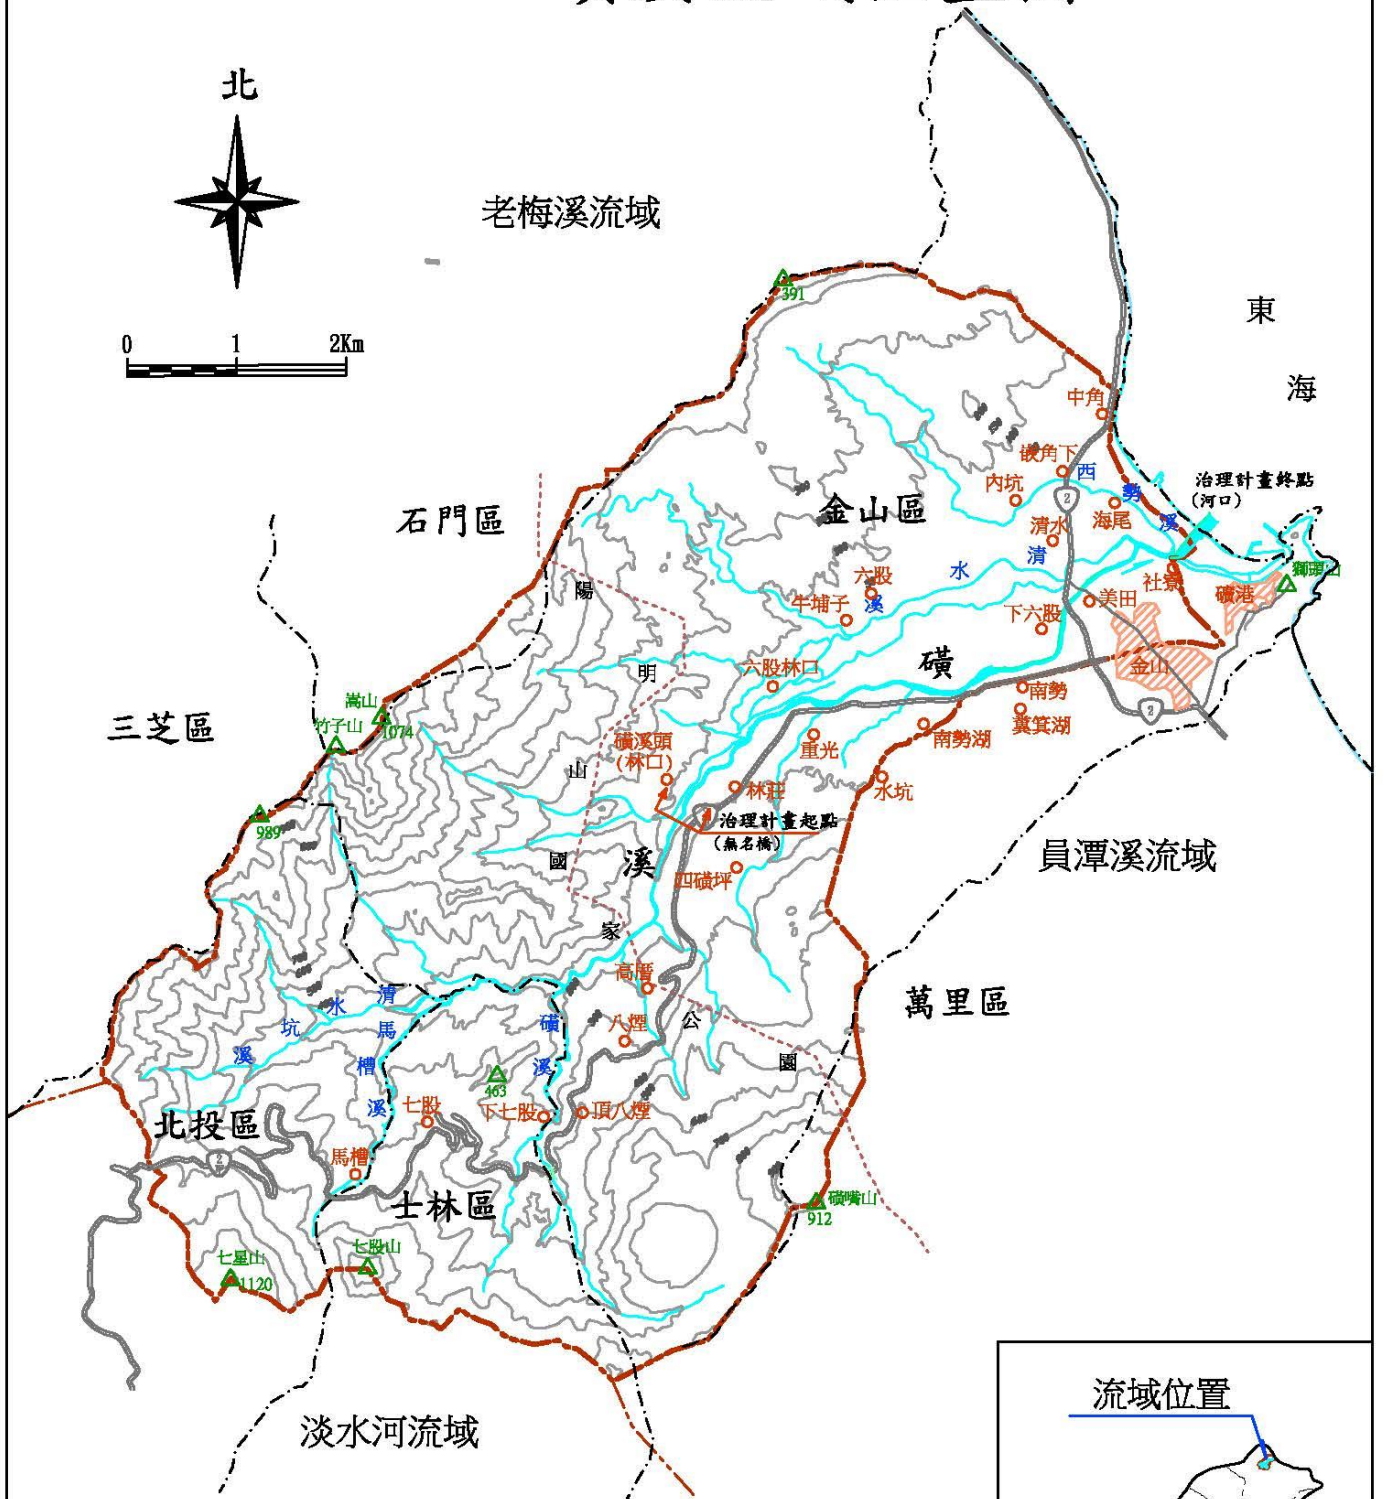 北
老梅溪流域
0 1 2Km
391
東
海
中角
嵌角下
西
勢
溪
治理計畫終點
(河口)
內坑
2
海尾
石門區
金山區
清水
清
水
溪
社寮
獅頭山
磺港
六股
牛埔子
美田
下六股
陽
明
山
國
家
公
園
磺
六股林口
金山
南勢
嵩山
1074
竹子山
三芝區
糞箕湖
2
重光
南勢湖
磺溪頭
(林口)
林莊
水坑
989
治理計畫起點
(無名橋)
溪
四磺坪
員潭溪流域
高厝
萬里區
清
水
坑
溪
馬
槽
溪
磺
溪
八煙
463
七股
下七股
頂八煙
北投區
馬槽
士林區
磺嘴山
912
七星山
1120
七股山
流域位置
淡水河流域